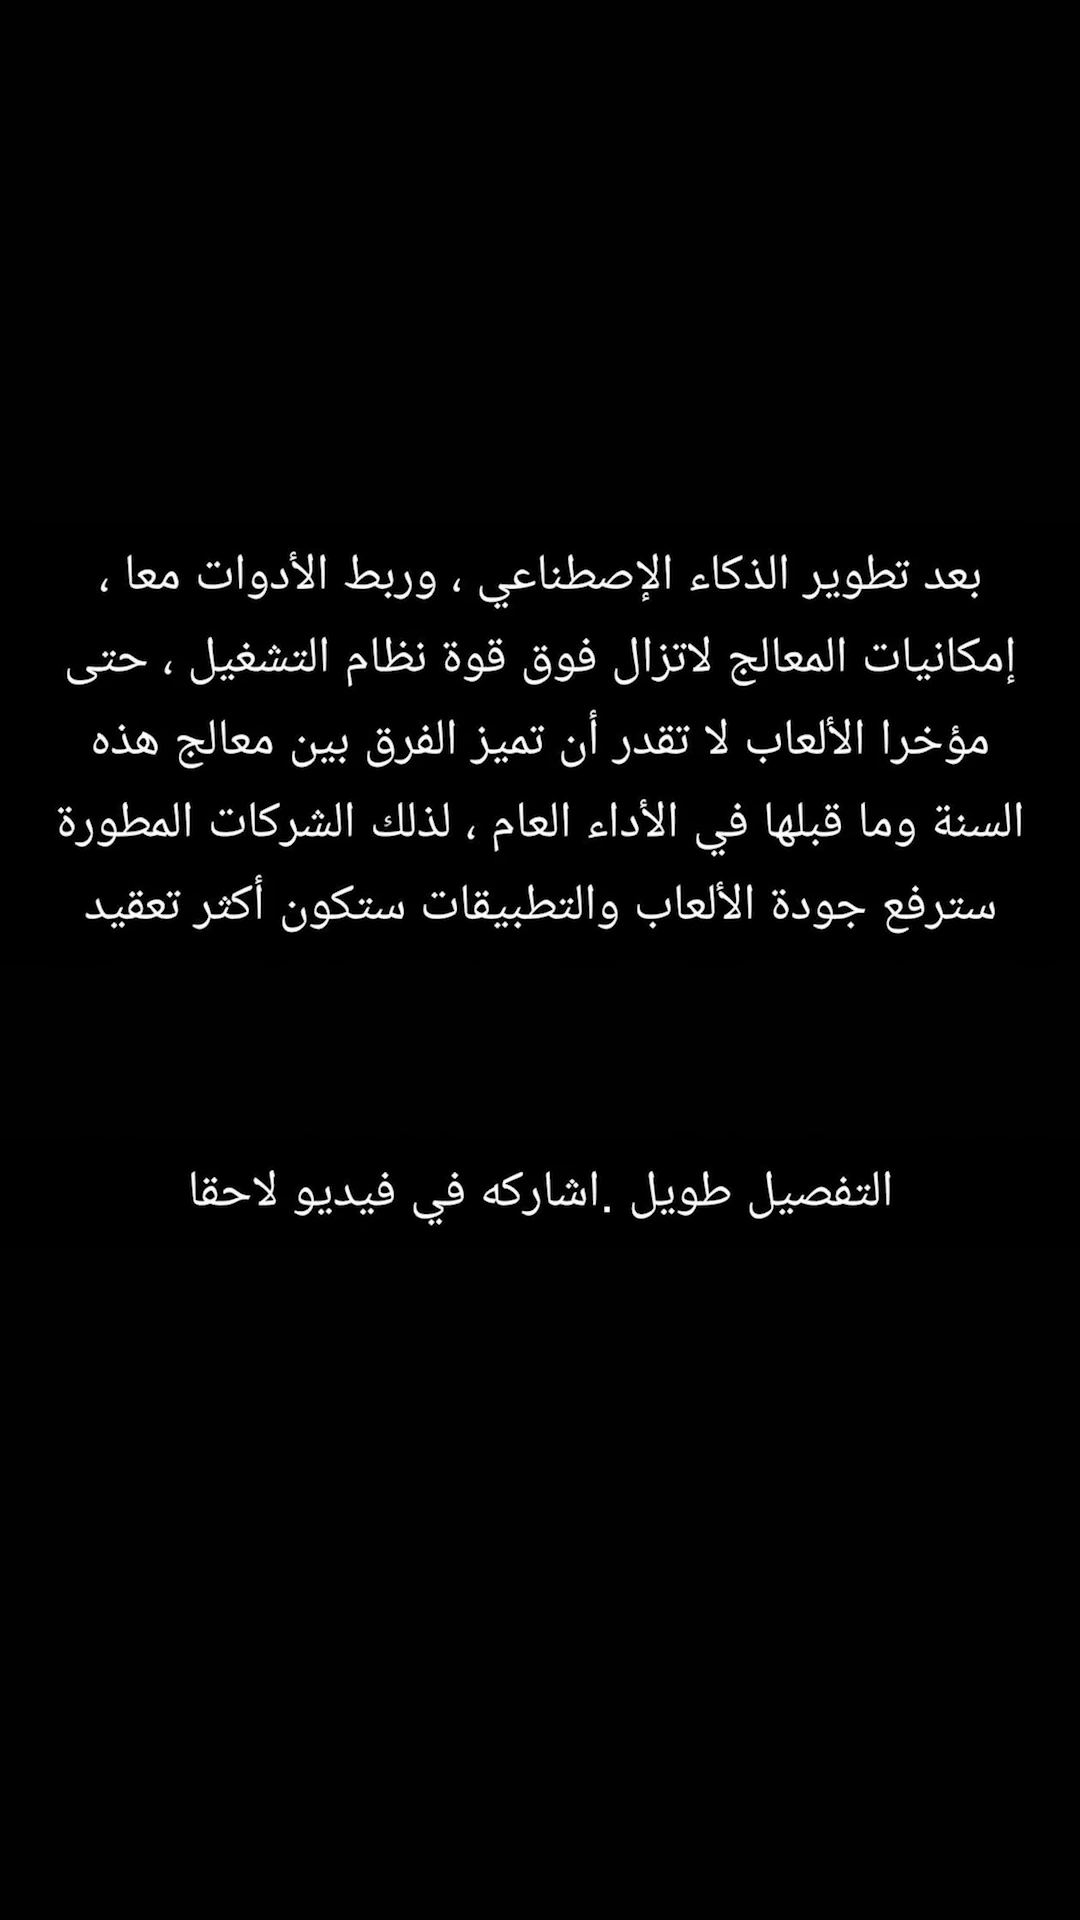 بعد تطوير الذكاء الإصطناعي ، وربط الأدوات معا ،
إمكانيات المعالج لاتزال فوق قوة نظام التشغيل ، حتى
مؤخرا الألعاب لا تقدر أن تميز الفرق بين معالج هذه
السنة وما قبلها في الأداء العام ، لذلك الشركات المطورة
سترفع جودة الألعاب والتطبيقات ستكون أكثر تعقيد
التفصيل طويل .اشاركه في فيديو لاحقا